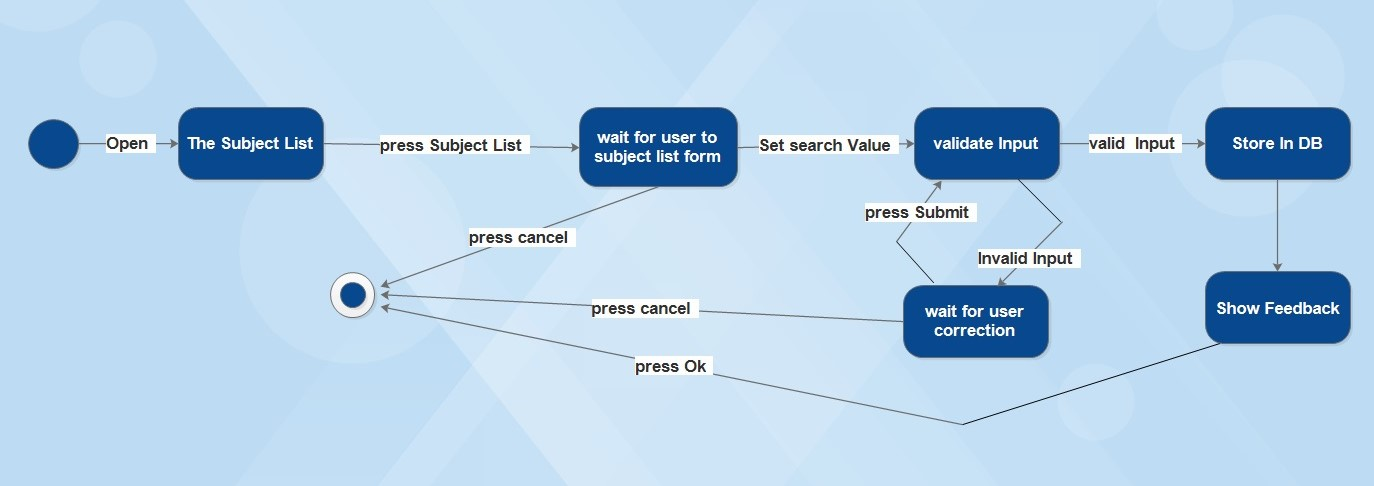 Open
The Subject List
press Subject List
wait for user to
subject list form
Set search Value
validate Input
valid  Input
Store In DB
press Submit
press cancel
Invalid Input
press cancel
wait for user
correction
Show Feedback
press Ok